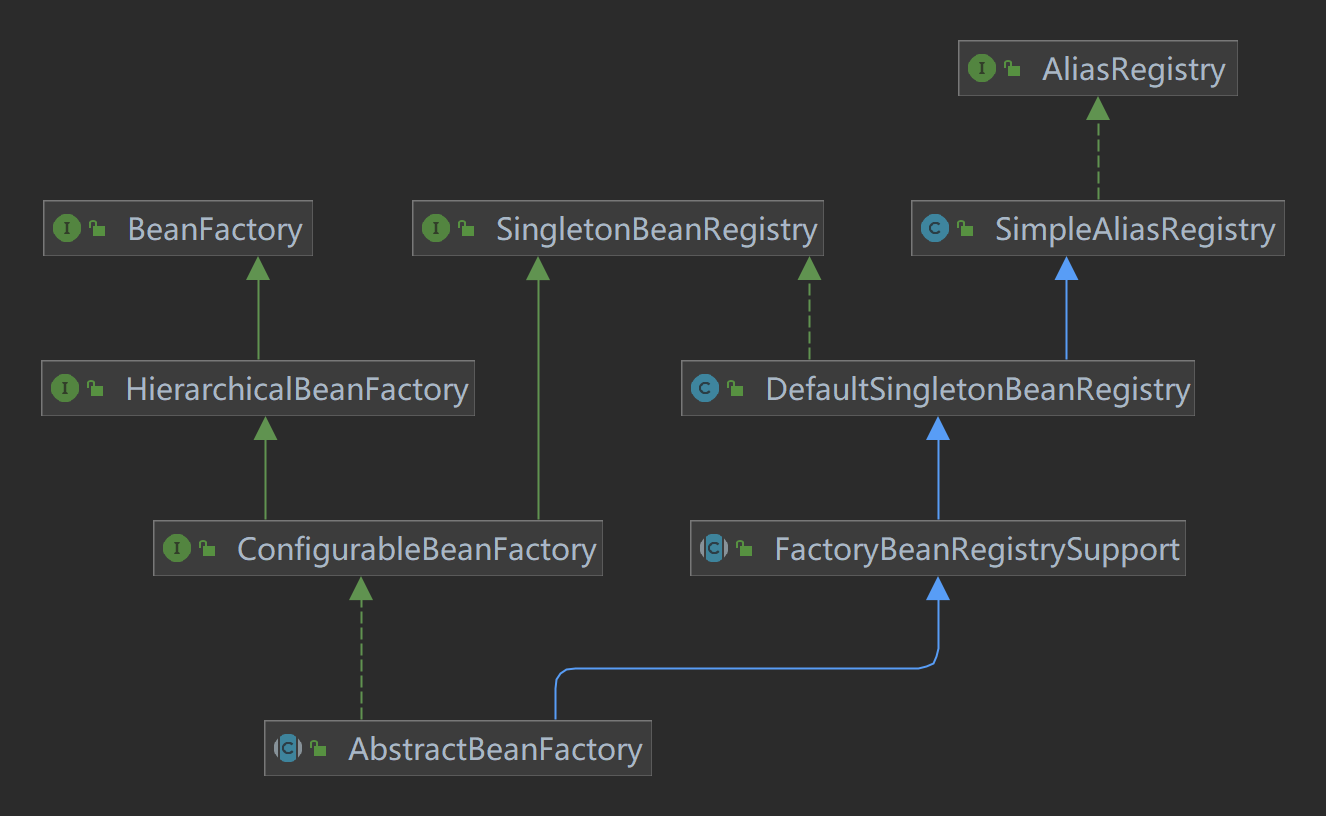 AliasRegistry
BeanFactory
SingletonBeanRegistry
SimpleAliasRegistry
HierarchicalBeanFactory
DefaultSingletonBeanRegistry
ConfigurableBeanFactory
FactoryBeanRegistrySupport
AbstractBeanFactory